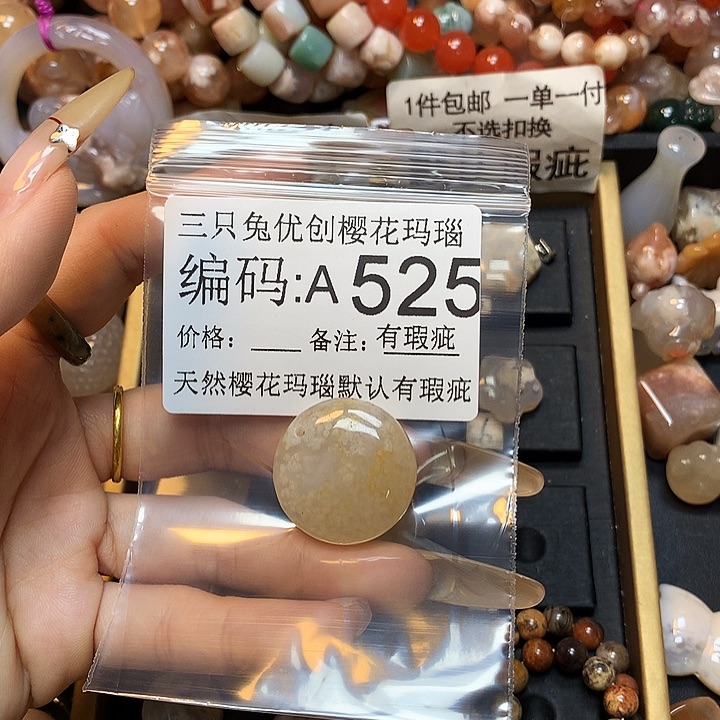 1件包邮 一单一付
不选扣换
瑕疵
三只兔优创樱花玛瑙
编码:A525
价格：___ 备注：有瑕疵
天然樱花玛瑙默认有瑕疵